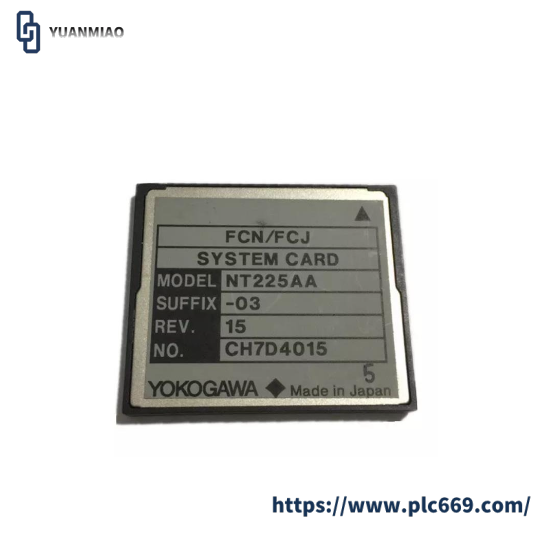 YUANMIAO
FCN/FCJ
SYSTEM CARD
MODEL NT225AA
SUFFIX -03
REV. 15
NO. CH7D4015
5
YOKOGAWA ◆ Made in Japan
https://www.plc669.com/